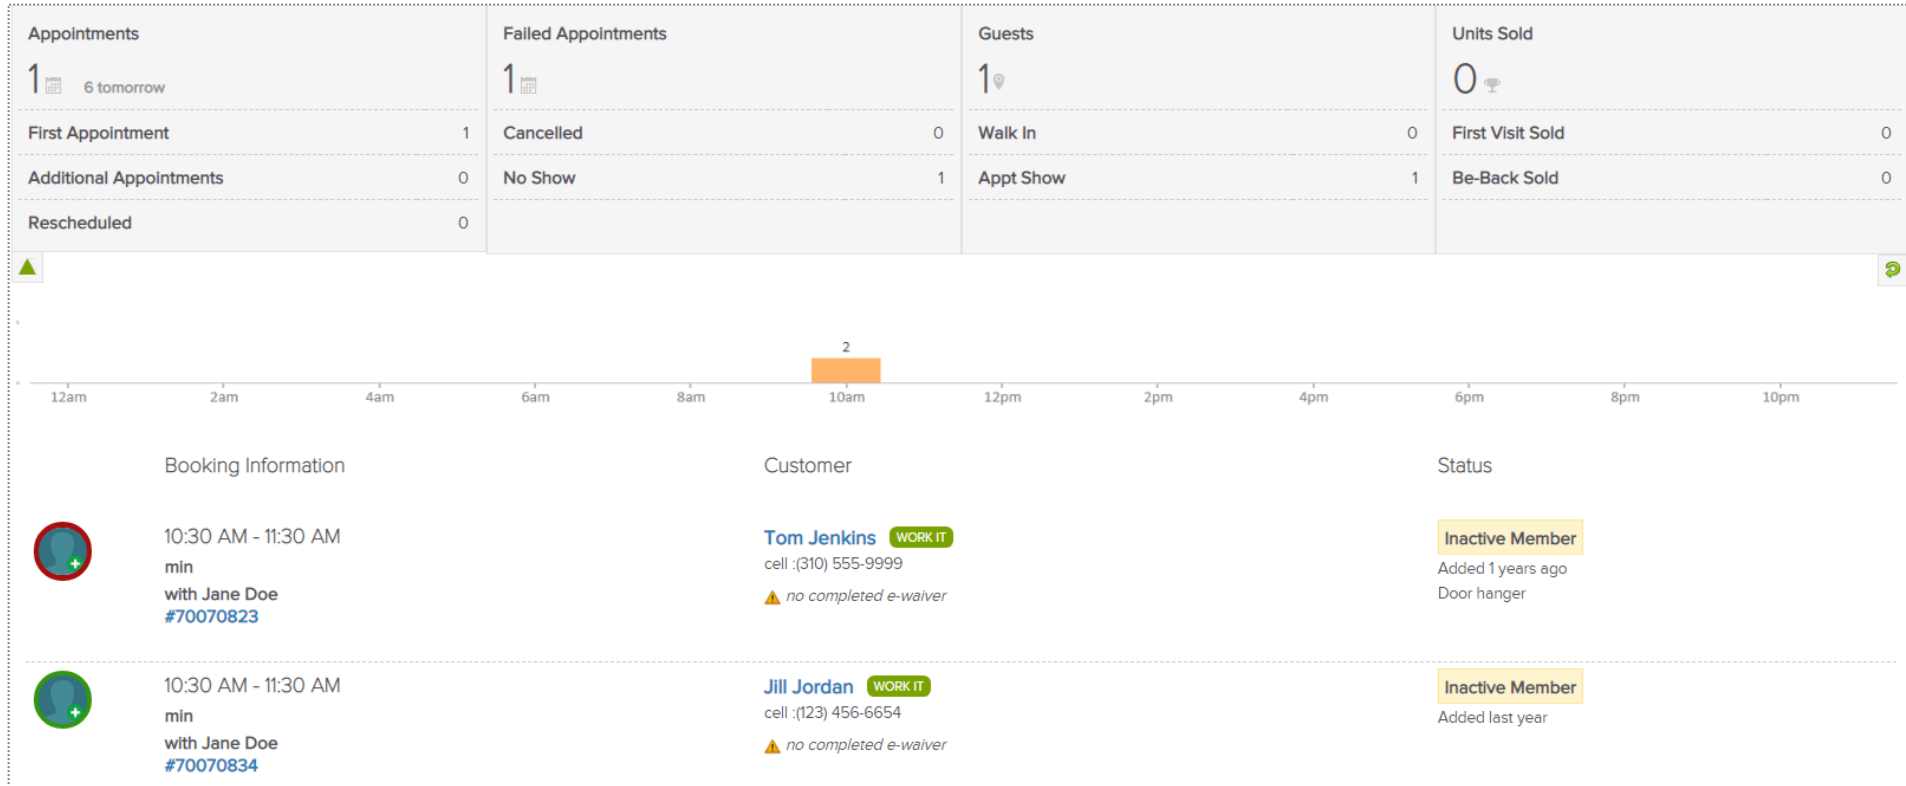 Appointments
1 6 tomorrow
First Appointment 1
Additional Appointments 0
Rescheduled 0
Failed Appointments
1
Cancelled 0
No Show 1
Guests
1
Walk In 0
Appt Show 1
Units Sold
0
First Visit Sold 0
Be-Back Sold 0
2
12am 2am 4am 6am 8am 10am 12pm 2pm 4pm 6pm 8pm 10pm
Booking Information Customer Status
10:30 AM - 11:30 AM
min
with Jane Doe
#70070823
Tom Jenkins WORK IT
cell :(310) 555-9999
no completed e-waiver
Inactive Member
Added 1 years ago
Door hanger
10:30 AM - 11:30 AM
min
with Jane Doe
#70070834
Jill Jordan WORK IT
cell :(123) 456-6654
no completed e-waiver
Inactive Member
Added last year